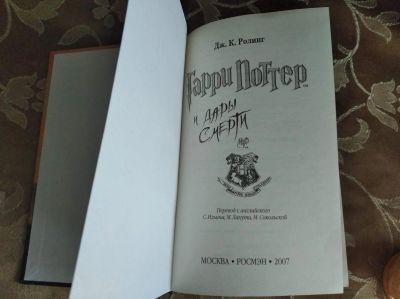 Дж. К. Ролинг
Гарри Поттер
и дары
смерти
Перевод с английского
С. Ильина, М. Лахути, М. Сокольской
МОСКВА • РОСМЭН • 2007